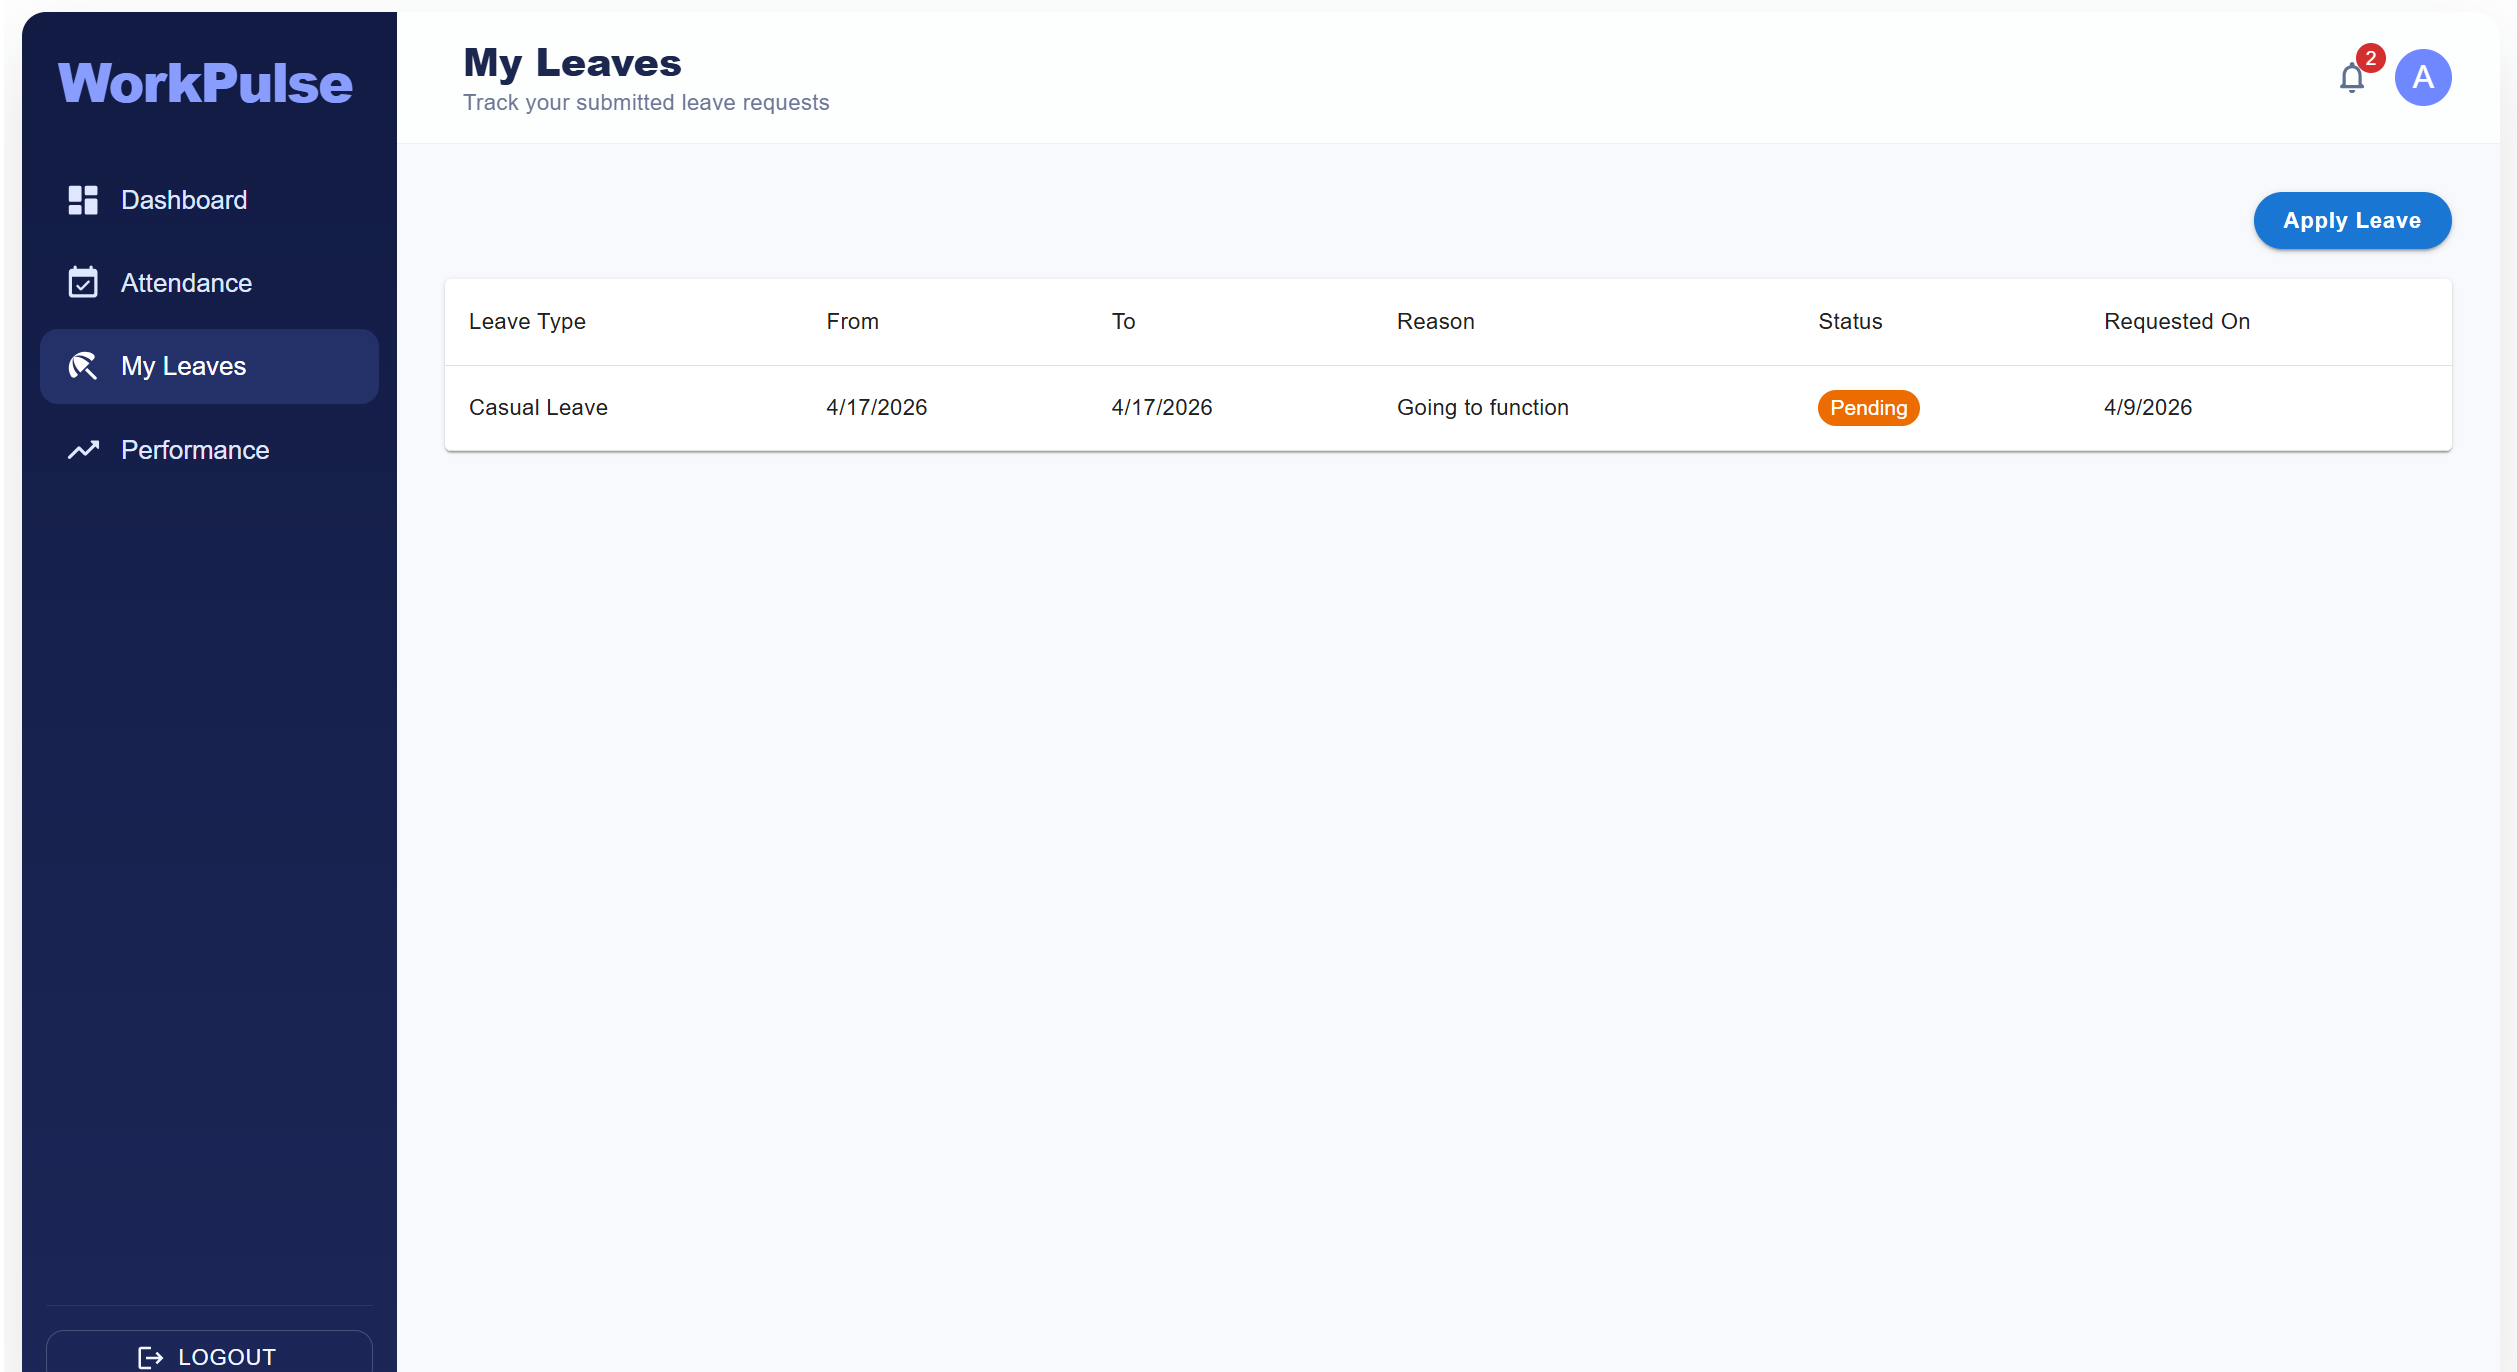 WorkPulse
Dashboard
Attendance
My Leaves
Performance
LOGOUT
My Leaves
Track your submitted leave requests
2
A
Apply Leave
Leave Type From To Reason Status Requested On
Casual Leave 4/17/2026 4/17/2026 Going to function Pending 4/9/2026